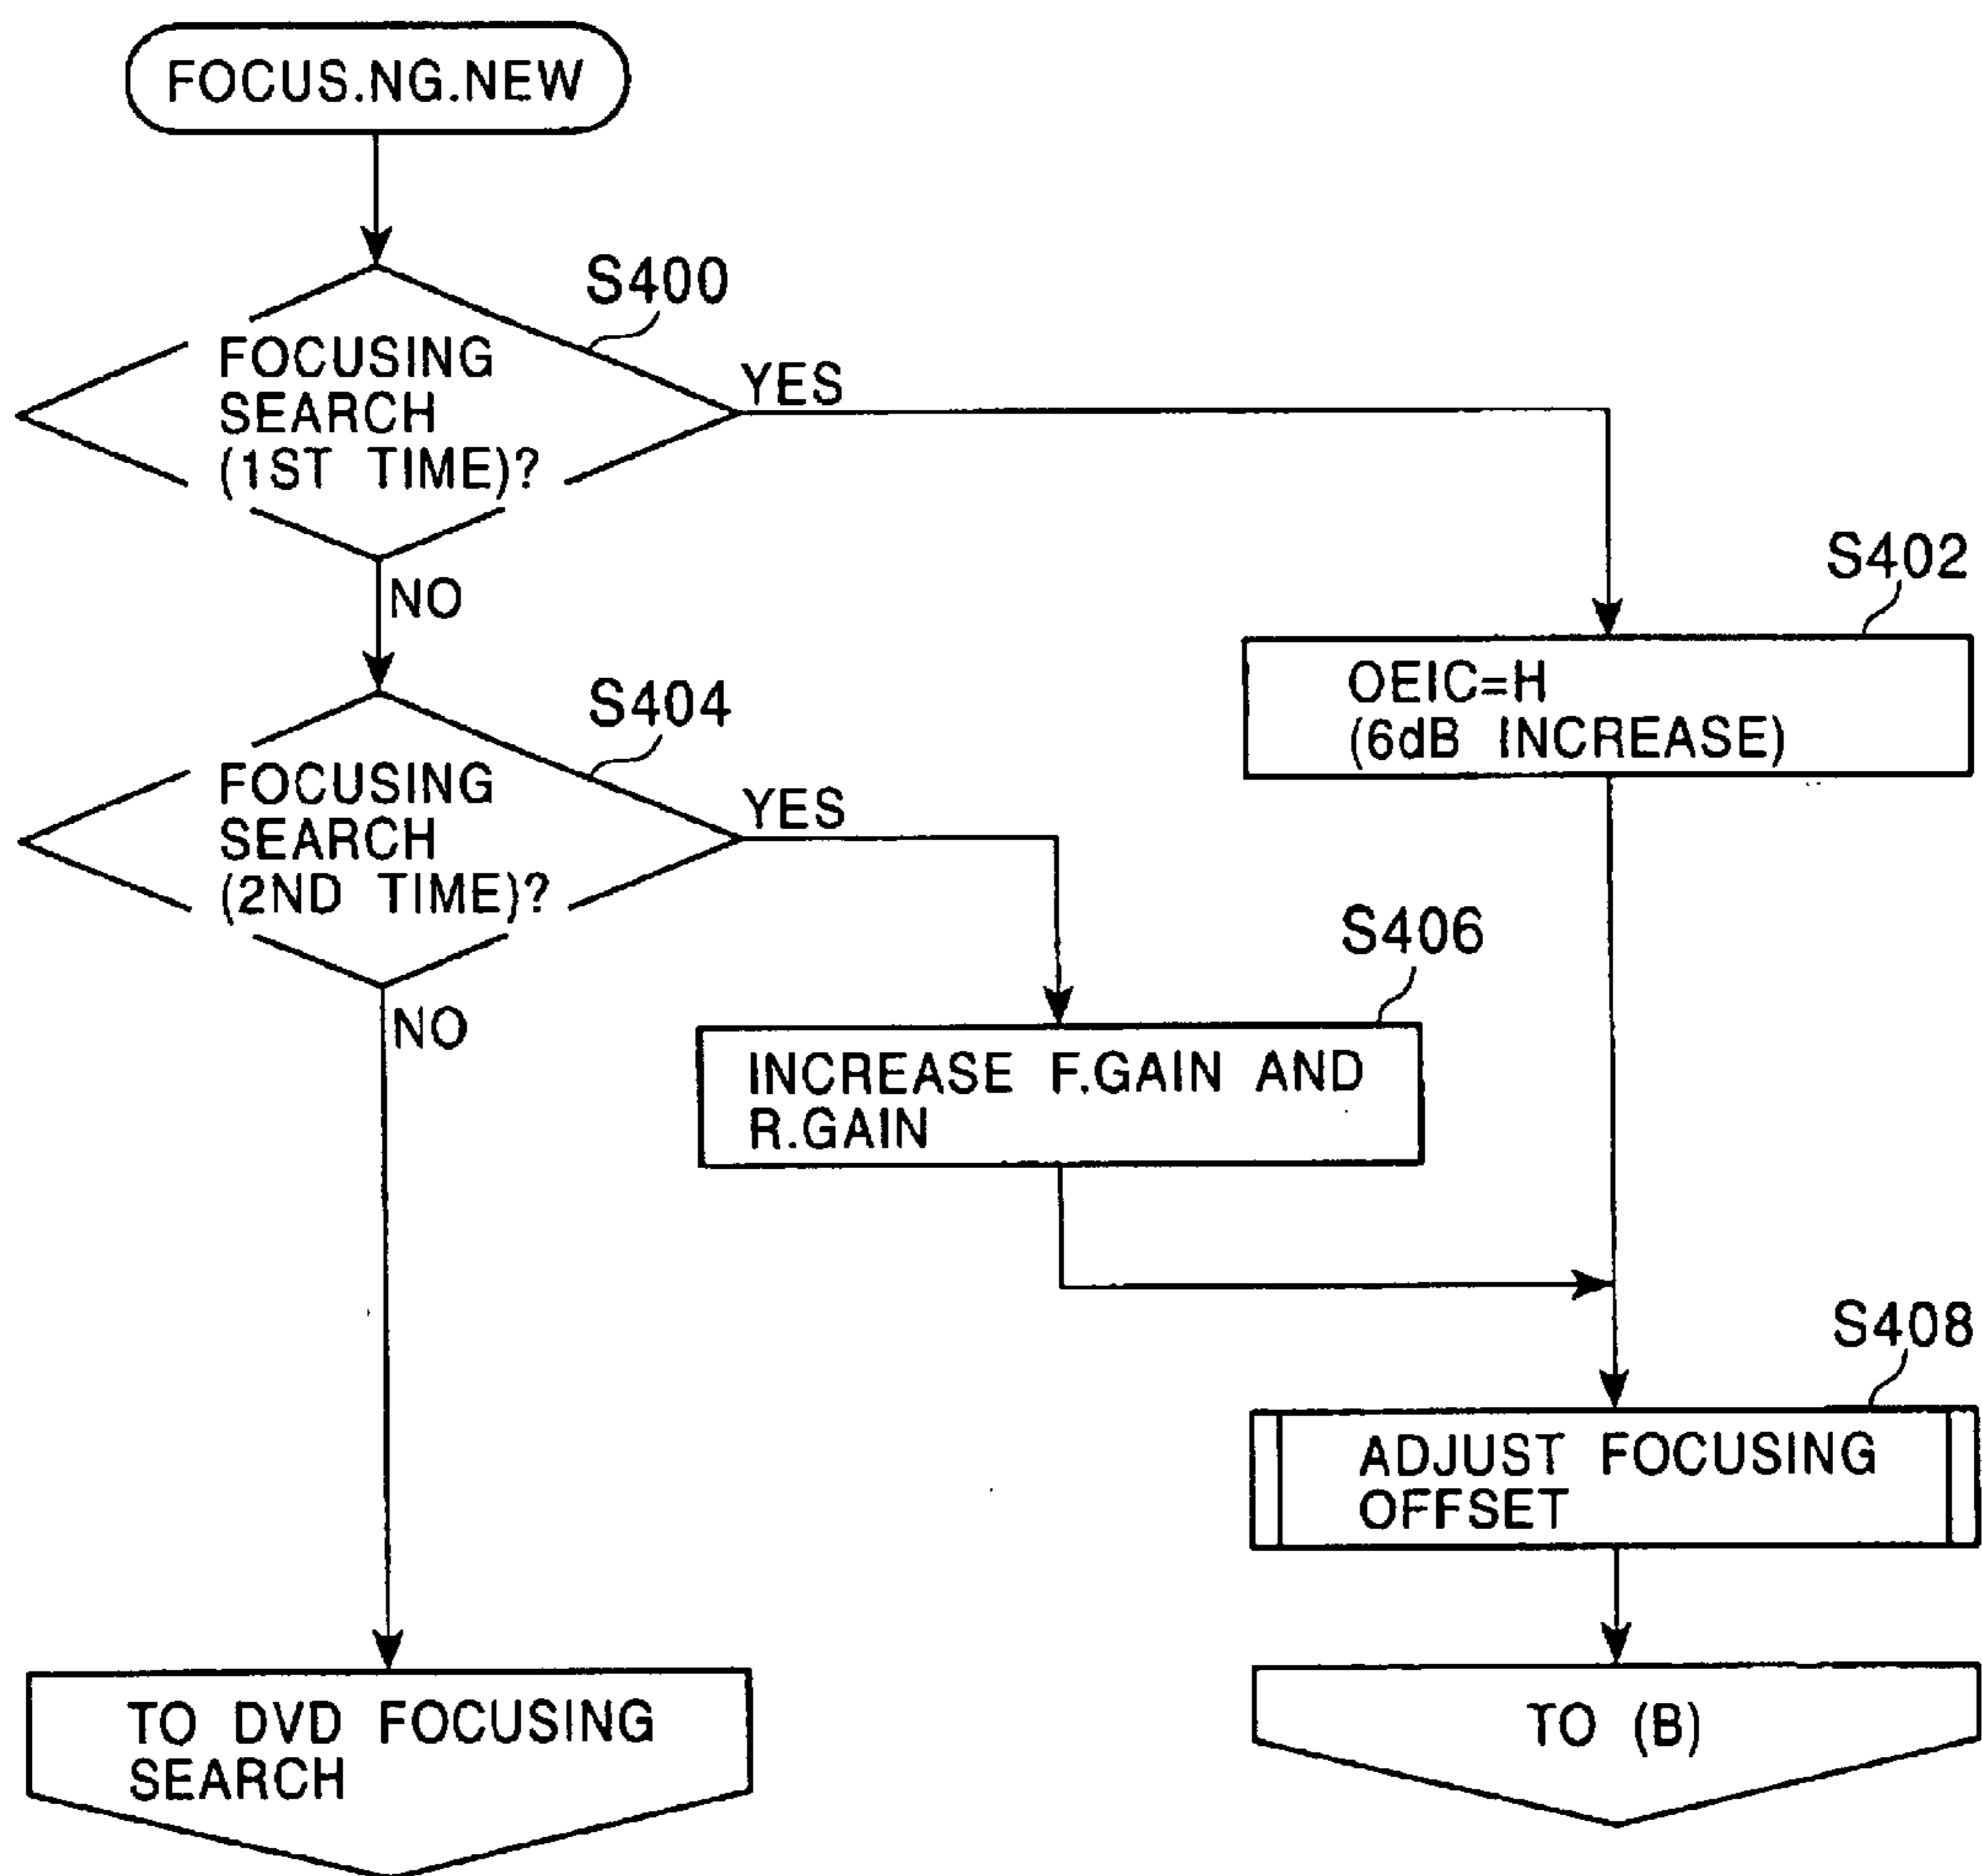 FOCUS.NG.NEW
S400
FOCUSING
SEARCH
(1ST TIME)?
YES
NO
S402
OEIC=H
(6dB INCREASE)
S404
FOCUSING
SEARCH
(2ND TIME)?
YES
NO
S406
INCREASE F.GAIN AND
R.GAIN
S408
ADJUST FOCUSING
OFFSET
TO DVD FOCUSING
SEARCH
TO (B)